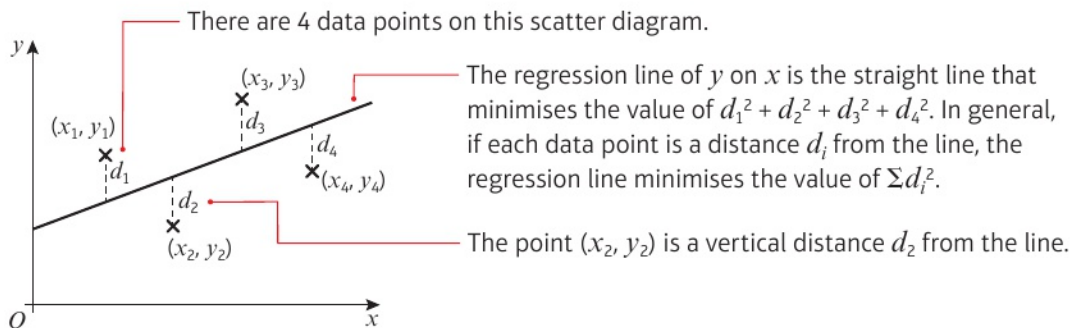 There are 4 data points on this scatter diagram.
y
(x₃, y₃)
The regression line of y on x is the straight line that
minimises the value of d₁² + d₂² + d₃² + d₄². In general,
if each data point is a distance dᵢ from the line, the
regression line minimises the value of Σdᵢ².
(x₁, y₁)
d₃
d₄
d₁
(x₄, y₄)
d₂
(x₂, y₂)
The point (x₂, y₂) is a vertical distance d₂ from the line.
O
x